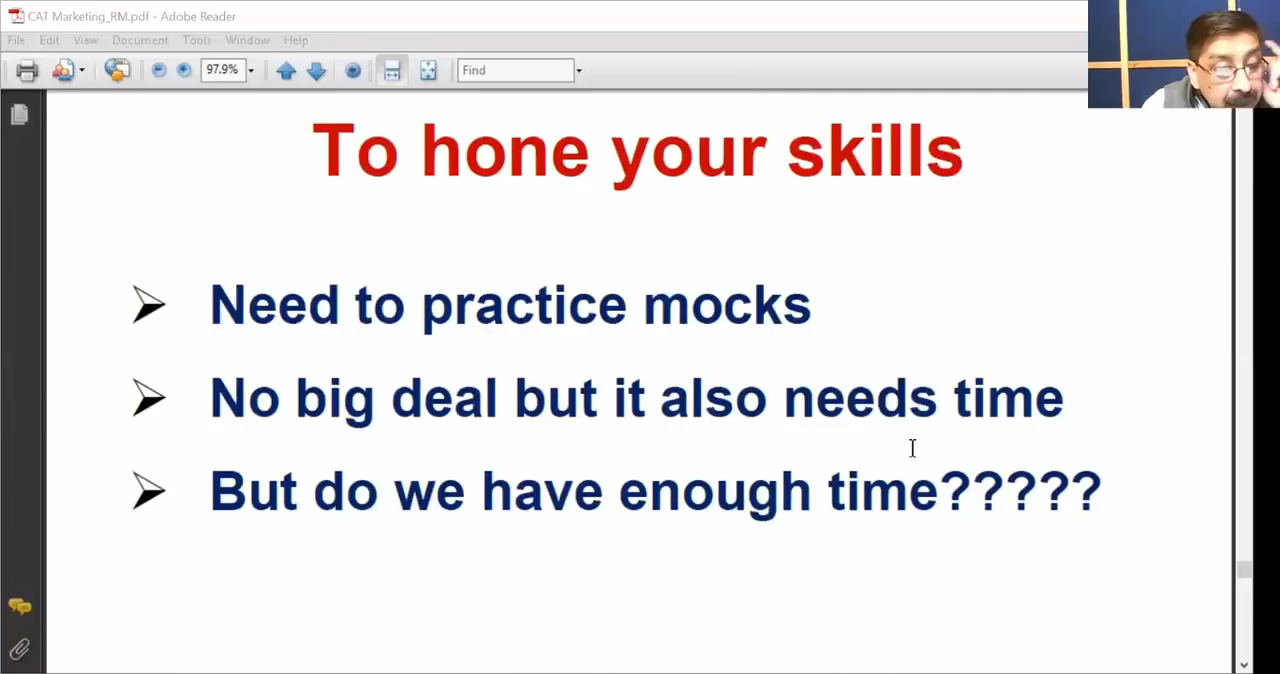 CAT Marketing_RM.pdf - Adobe Reader
File Edit View Document Tools Window Help
97.9% Find
To hone your skills
Need to practice mocks
No big deal but it also needs time
But do we have enough time?????